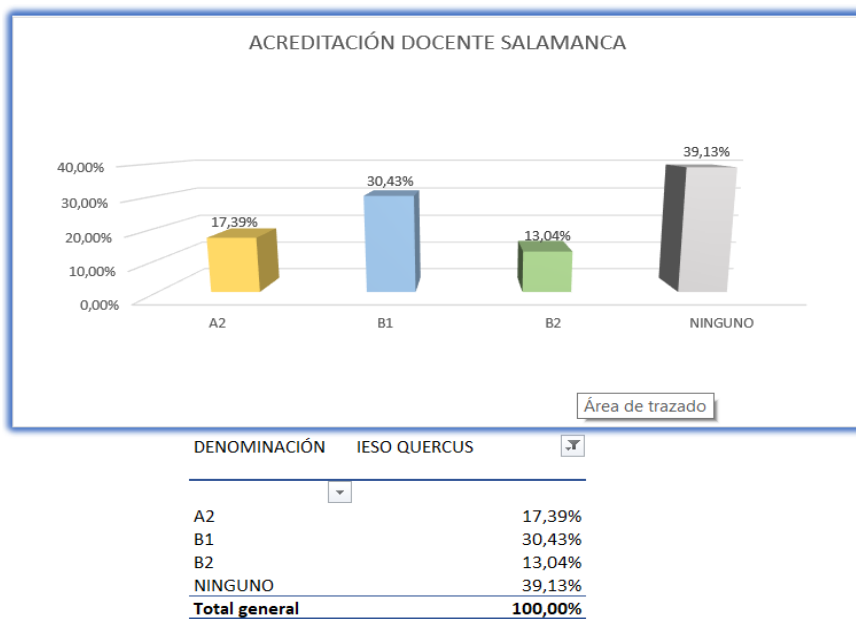 ACREDITACIÓN DOCENTE SALAMANCA
40,00%
30,00%
20,00%
10,00%
0,00%
17,39%
30,43%
13,04%
39,13%
A2 B1 B2 NINGUNO
Área de trazado
DENOMINACIÓN IESO QUERCUS
A2 17,39%
B1 30,43%
B2 13,04%
NINGUNO 39,13%
Total general 100,00%